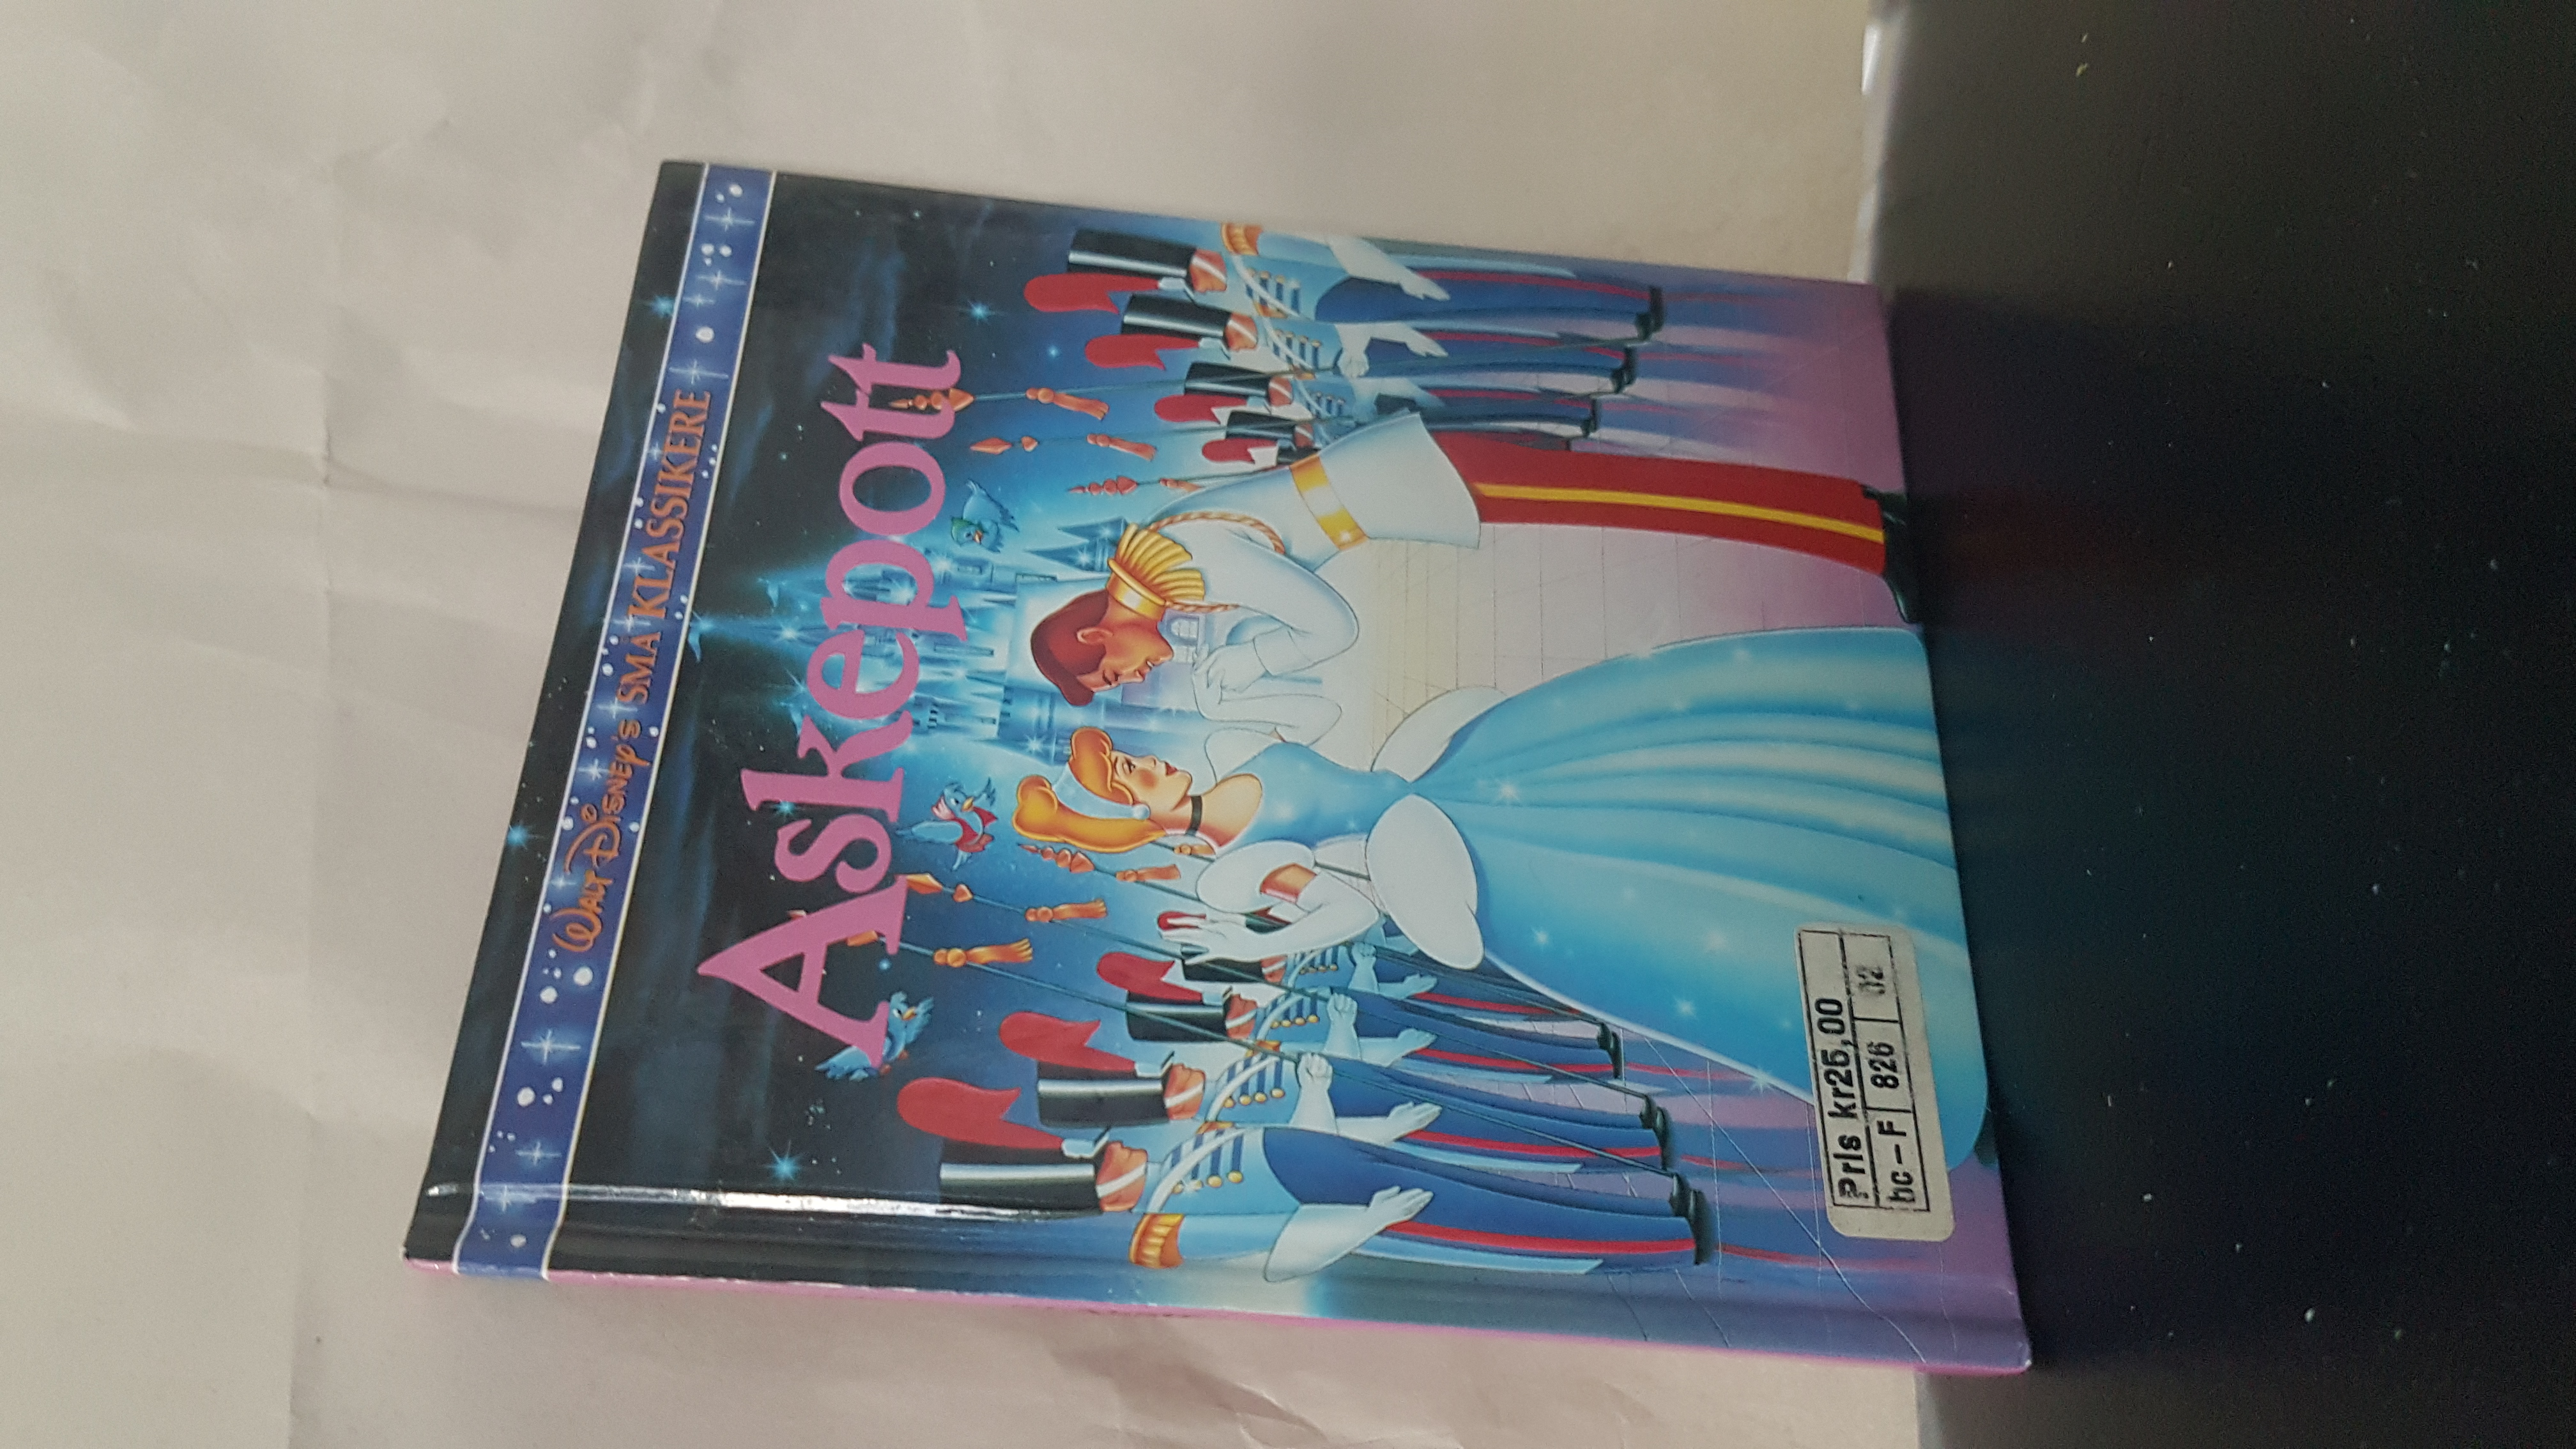 WALT DISNEY'S SMÅ KLASSIKERE
Askepott
Pris kr25,00
bc-F 826 02